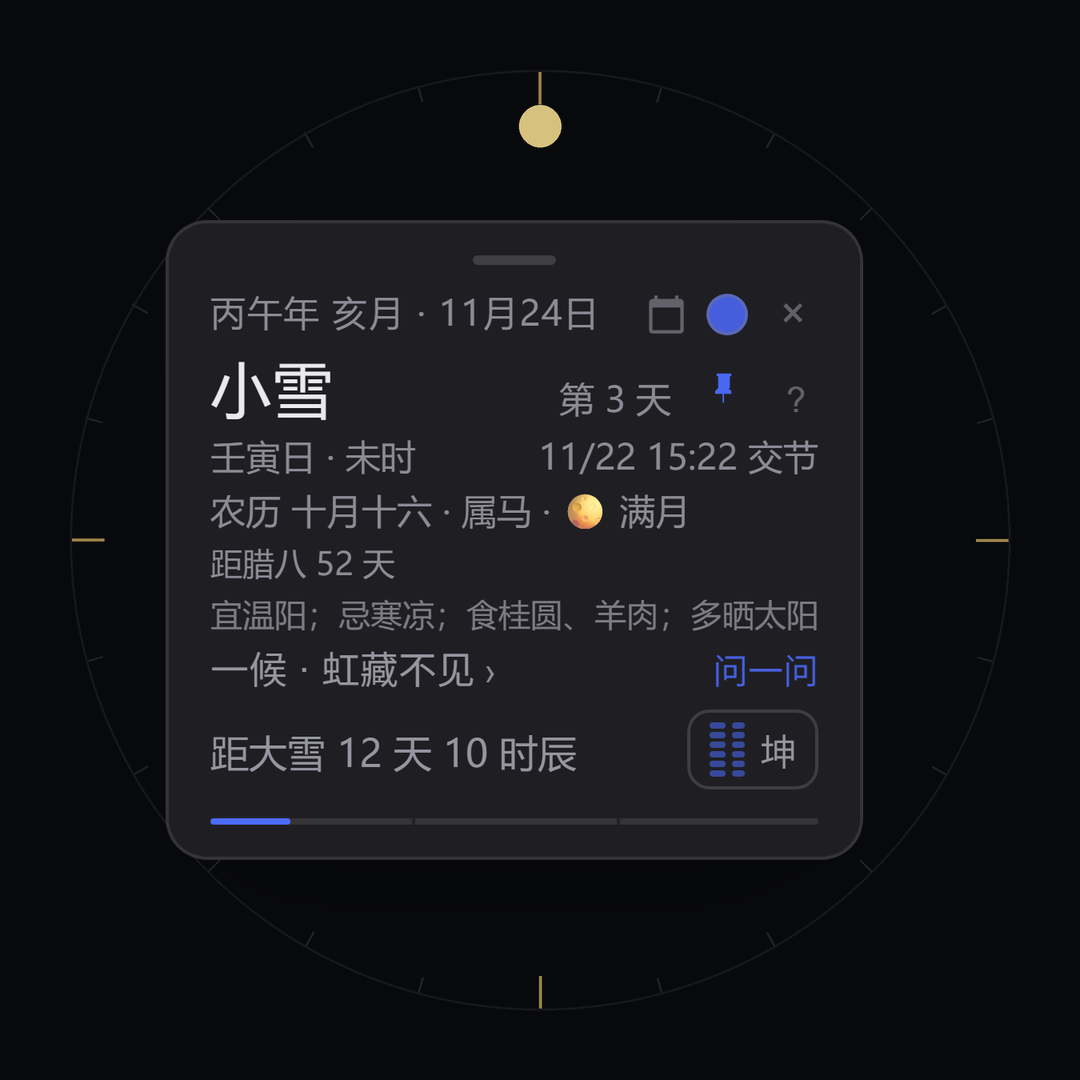 丙午年 亥月 · 11月24日 ×
小雪 第 3 天 ?
壬寅日 · 未时 11/22 15:22 交节
农历 十月十六 · 属马 · 满月
距腊八 52 天
宜温阳；忌寒凉；食桂圆、羊肉；多晒太阳
一候 · 虹藏不见 › 问一问
距大雪 12 天 10 时辰 坤